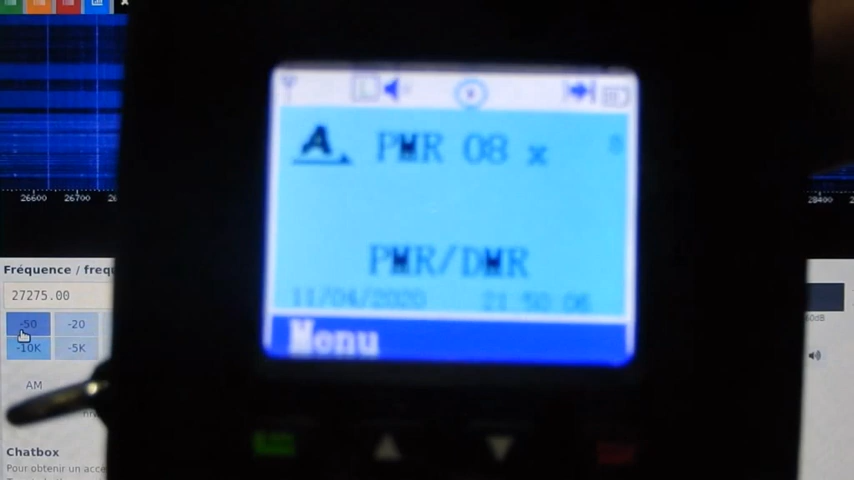 A PMR 08 x
PMR/DMR
11/04/2020 21:50:06
Menu
26600 26700
28400
Fréquence / freq
27275.00
-50 -20
-10K -5K
AM
Chatbox
Pour obtenir un accè